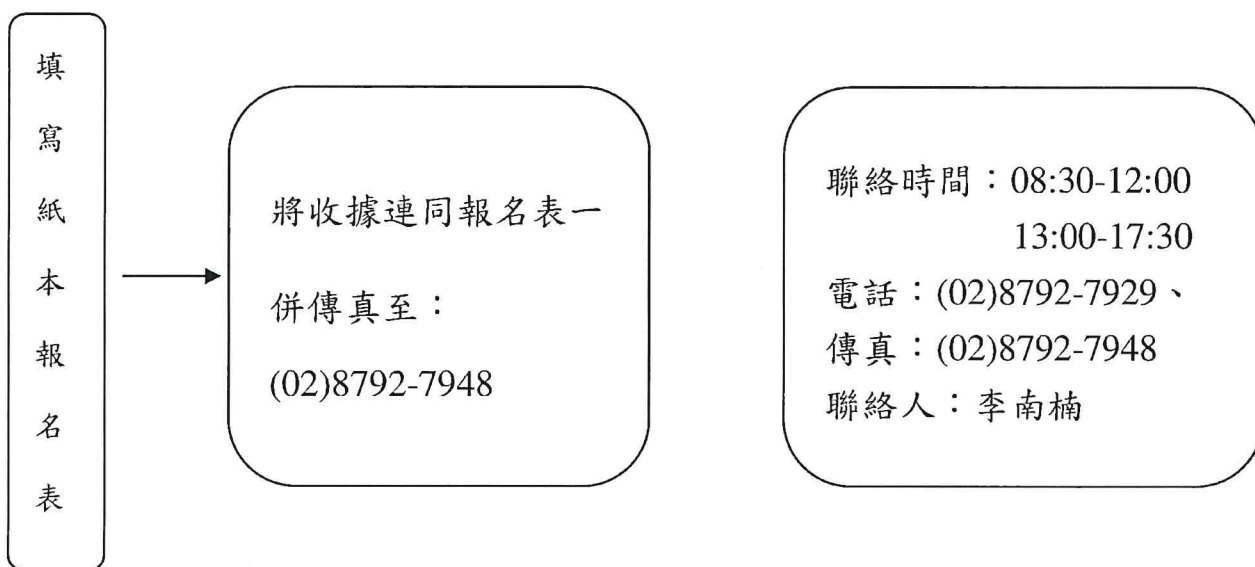 填寫紙本報名表
將收據連同報名表一
併傳真至：
(02)8792-7948
聯絡時間：08:30-12:00
13:00-17:30
電話：(02)8792-7929、
傳真：(02)8792-7948
聯絡人：李南楠